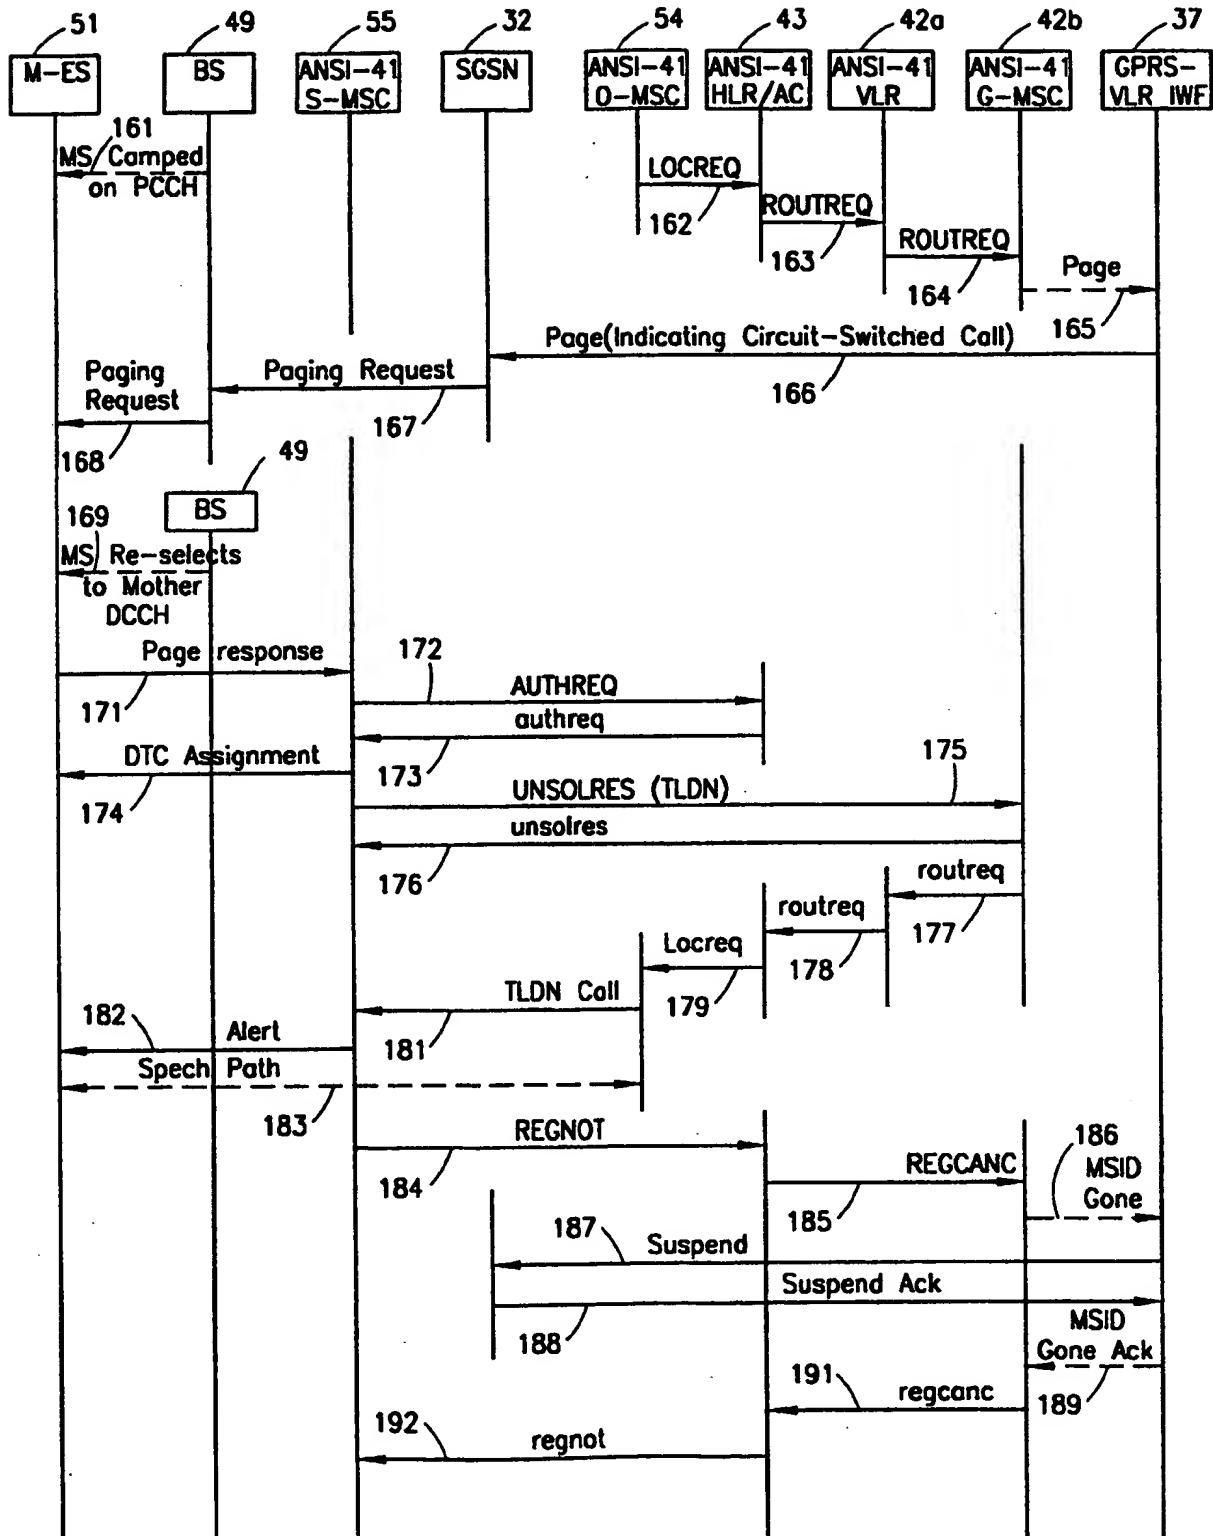 51 49 55 32 54 43 42a 42b 37
M-ES BS ANSI-41 SGSN ANSI-41 ANSI-41 ANSI-41 ANSI-41 GPRS-
S-MSC O-MSC HLR/AC VLR G-MSC VLR IWF
161
MS Camped
on PCCH
LOCREQ
162
ROUTREQ
163
ROUTREQ
164
Page
165
Page(Indicating Circuit-Switched Call)
166
Paging Request
167
Paging
Request
168
49
BS
169
MS Re-selects
to Mother
DCCH
Page response
171
172
AUTHREQ
authreq
173
DTC Assignment
174
175
UNSOLRES (TLDN)
unsolres
176
routreq
177
routreq
178
Locreq
179
TLDN Call
181
182
Alert
Spech Path
183
REGNOT
184
REGCANC
185
186
MSID
Gone
187
Suspend
Suspend Ack
188
MSID
Gone Ack
189
191
regcanc
192
regnot